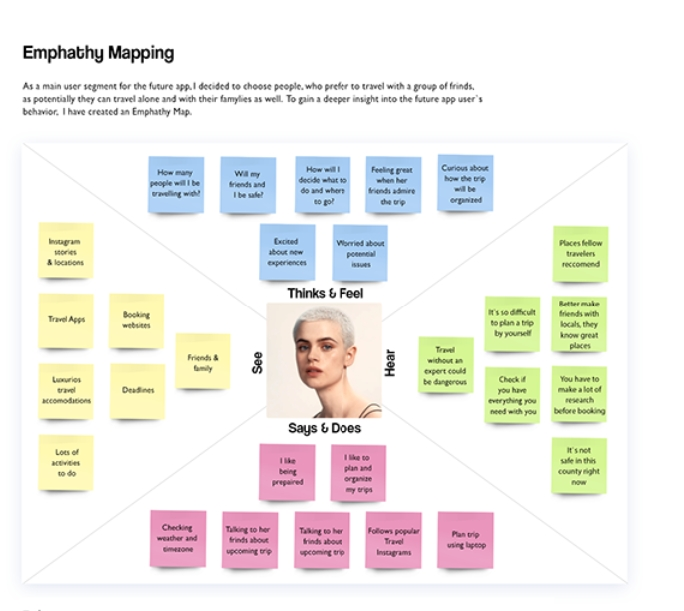 Emphathy Mapping
As a main user segment for the future app, I decided to choose people, who prefer to travel with a group of frinds,
as potentially they can travel alone and with their famylies as well. To gain a deeper insight into the future app user`s
behavior, I have created an Emphathy Map.
How many
people will I be
travelling with?
Will my
friends and
I be safe?
How will I
decide what to
do and where
to go?
Feeling great
when her
friends admire
the trip
Curious about
how the trip
will be
organized
Excited
about new
experiences
Worried about
potential
issues
Thinks & Feel
Instagram
stories
& locations
Travel Apps
Booking
websites
Friends &
family
Luxurios
travel
accomodations
Deadlines
Lots of
activities
to do
See
Hear
Places fellow
travelers
reccomend
It`s so difficult
to plan a trip
by yourself
Better make
friends with
locals, they
know great
places
Travel
without an
expert could
be dangerous
Check if
you have
everything you
need with you
You have to
make a lot of
research
before booking
It`s not
safe in this
county right
now
Says & Does
I like
being
prepaired
I like to
plan and
organize
my trips
Checking
weather and
timezone
Talking to her
frinds about
upcoming trip
Talking to her
frinds about
upcoming trip
Follows popular
Travel
Instagrams
Plan trip
using laptop